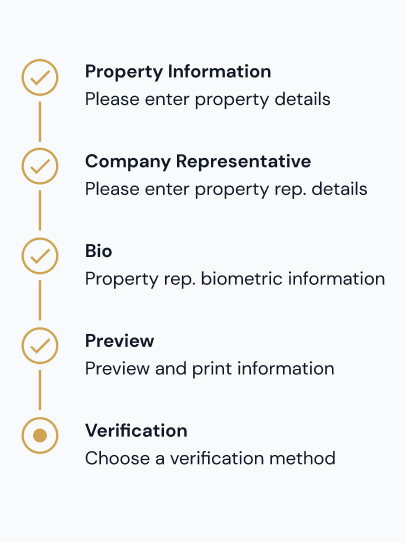 Property Information
Please enter property details
Company Representative
Please enter property rep. details
Bio
Property rep. biometric information
Preview
Preview and print information
Verification
Choose a verification method